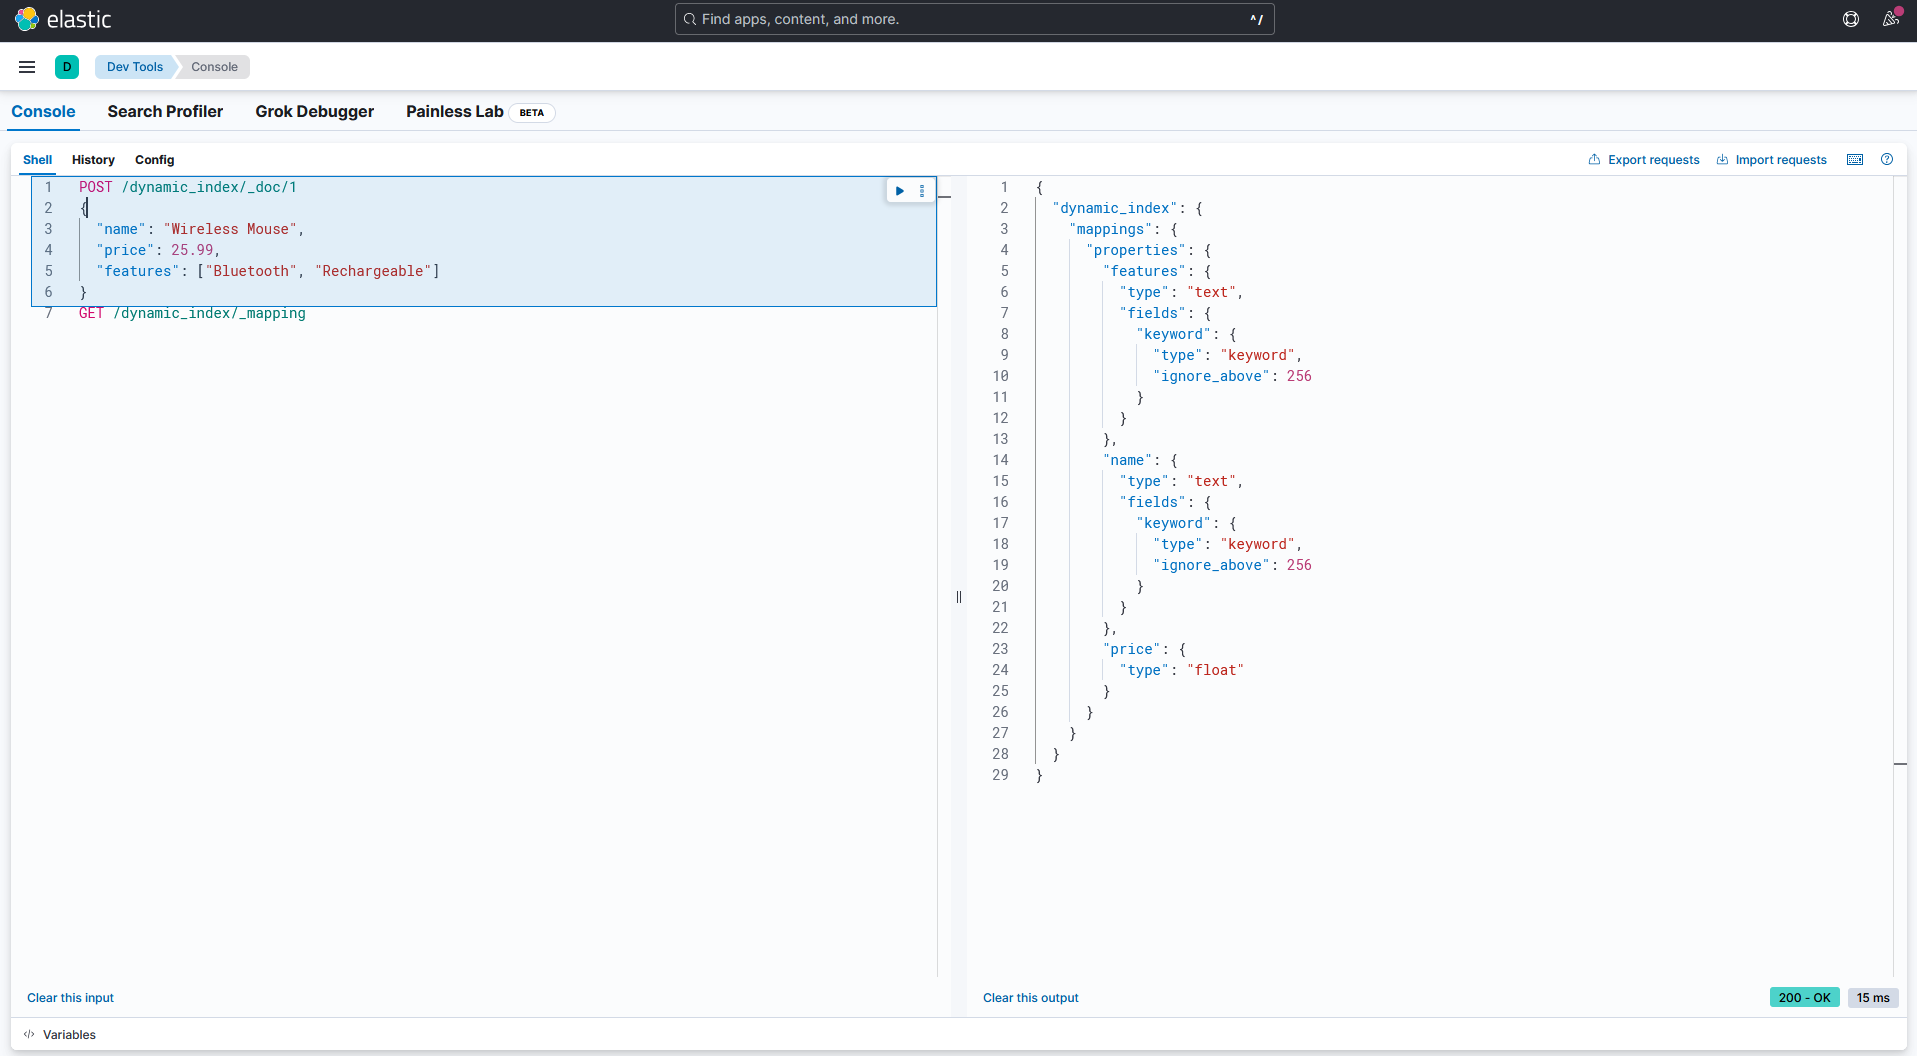 elastic
Find apps, content, and more.
^/
D
Dev Tools
Console
Console
Search Profiler
Grok Debugger
Painless Lab
BETA
Shell
History
Config
Export requests
Import requests
1 POST /dynamic_index/_doc/1
2 {
3 "name": "Wireless Mouse",
4 "price": 25.99,
5 "features": ["Bluetooth", "Rechargeable"]
6 }
7 GET /dynamic_index/_mapping
1 {
2 "dynamic_index": {
3 "mappings": {
4 "properties": {
5 "features": {
6 "type": "text",
7 "fields": {
8 "keyword": {
9 "type": "keyword",
10 "ignore_above": 256
11 }
12 }
13 },
14 "name": {
15 "type": "text",
16 "fields": {
17 "keyword": {
18 "type": "keyword",
19 "ignore_above": 256
20 }
21 }
22 },
23 "price": {
24 "type": "float"
25 }
26 }
27 }
28 }
29 }
Clear this input
Clear this output
200 - OK
15 ms
</> Variables